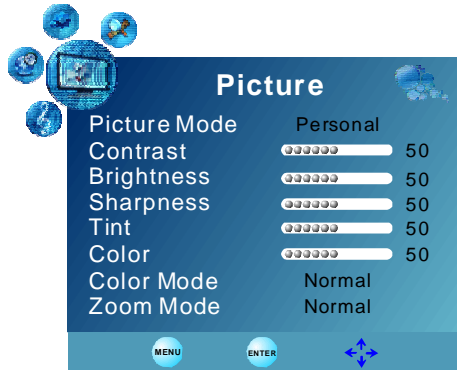 Picture
Picture Mode Personal
Contrast 50
Brightness 50
Sharpness 50
Tint 50
Color 50
Color Mode Normal
Zoom Mode Normal
MENU ENTER